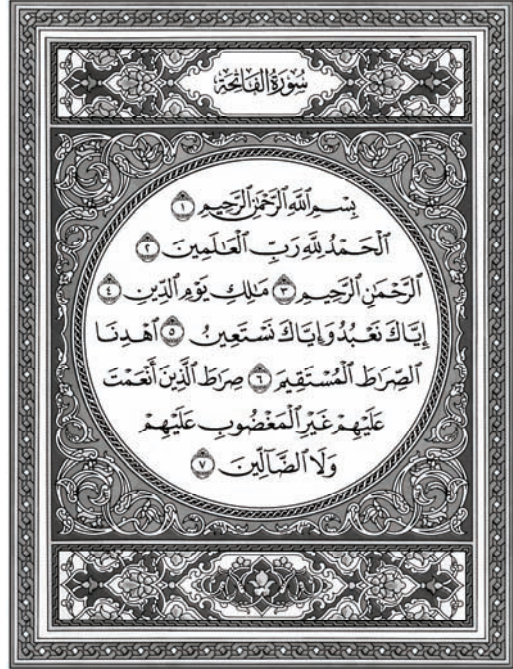 سُورَةُ الْفَاتِحَةِ
بِسْمِ ٱللَّهِ ٱلرَّحْمَٰنِ ٱلرَّحِيمِ ١
ٱلْحَمْدُ لِلَّهِ رَبِّ ٱلْعَٰلَمِينَ ٢
ٱلرَّحْمَٰنِ ٱلرَّحِيمِ ٣ مَٰلِكِ يَوْمِ ٱلدِّينِ ٤
إِيَّاكَ نَعْبُدُ وَإِيَّاكَ نَسْتَعِينُ ٥ ٱهْدِنَا
ٱلصِّرَٰطَ ٱلْمُسْتَقِيمَ ٦ صِرَٰطَ ٱلَّذِينَ أَنْعَمْتَ
عَلَيْهِمْ غَيْرِ ٱلْمَغْضُوبِ عَلَيْهِمْ
وَلَا ٱلضَّآلِّينَ ٧